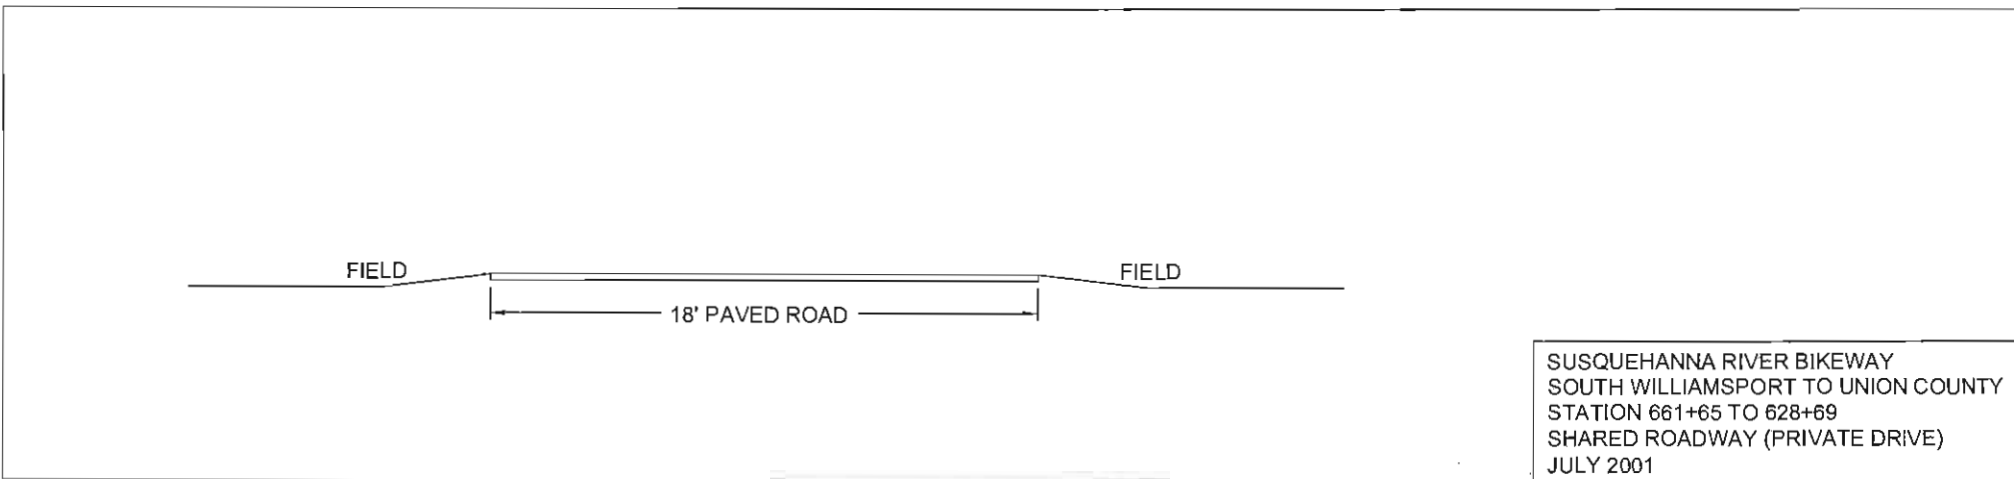 FIELD
FIELD
18' PAVED ROAD
SUSQUEHANNA RIVER BIKEWAY
SOUTH WILLIAMSPORT TO UNION COUNTY
STATION 661+65 TO 628+69
SHARED ROADWAY (PRIVATE DRIVE)
JULY 2001